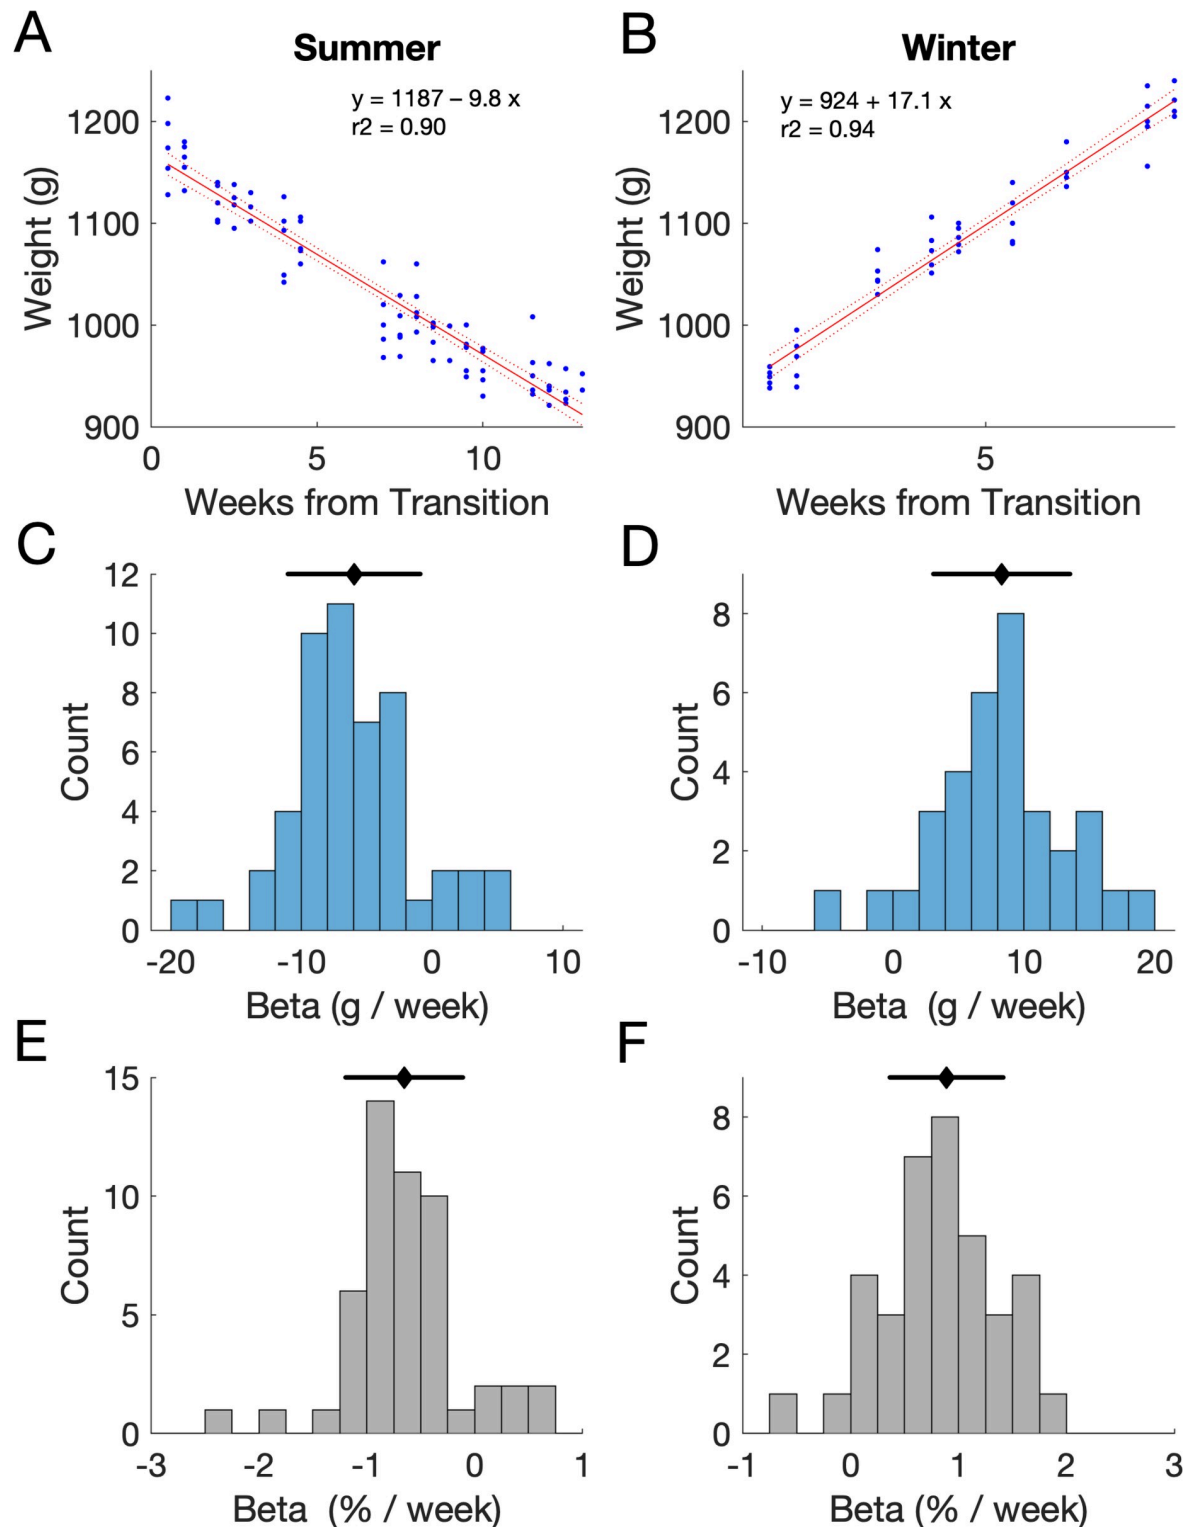 A
Summer
y = 1187 – 9.8 x
r2 = 0.90
1200
1100
1000
900
Weight (g)
0 5 10
Weeks from Transition
B
Winter
y = 924 + 17.1 x
r2 = 0.94
1200
1100
1000
900
Weight (g)
5
Weeks from Transition
C
12
10
8
6
4
2
0
Count
-20 -10 0 10
Beta (g / week)
D
8
6
4
2
0
Count
-10 0 10 20
Beta (g / week)
E
15
10
5
0
Count
-3 -2 -1 0 1
Beta (% / week)
F
8
6
4
2
0
Count
-1 0 1 2 3
Beta (% / week)